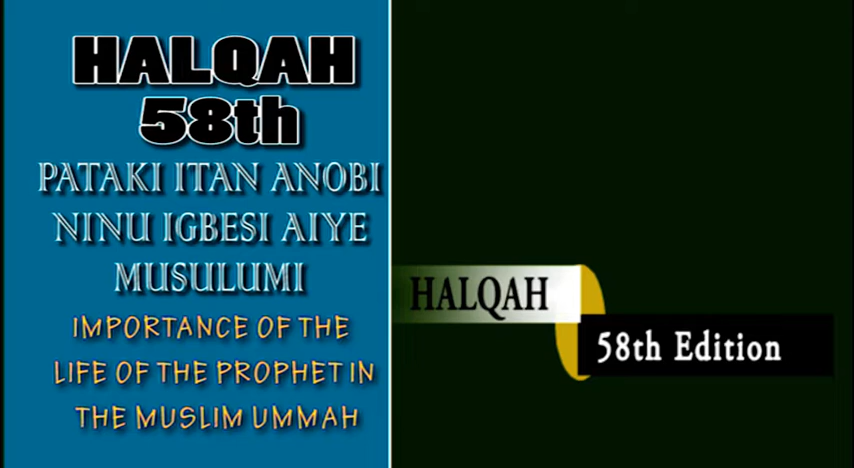 HALQAH
58th
PATAKI ITAN ANOBI
NINU IGBESI AIYE
MUSULUMI
IMPORTANCE OF THE
LIFE OF THE PROPHET IN
THE MUSLIM UMMAH
HALQAH
58th Edition